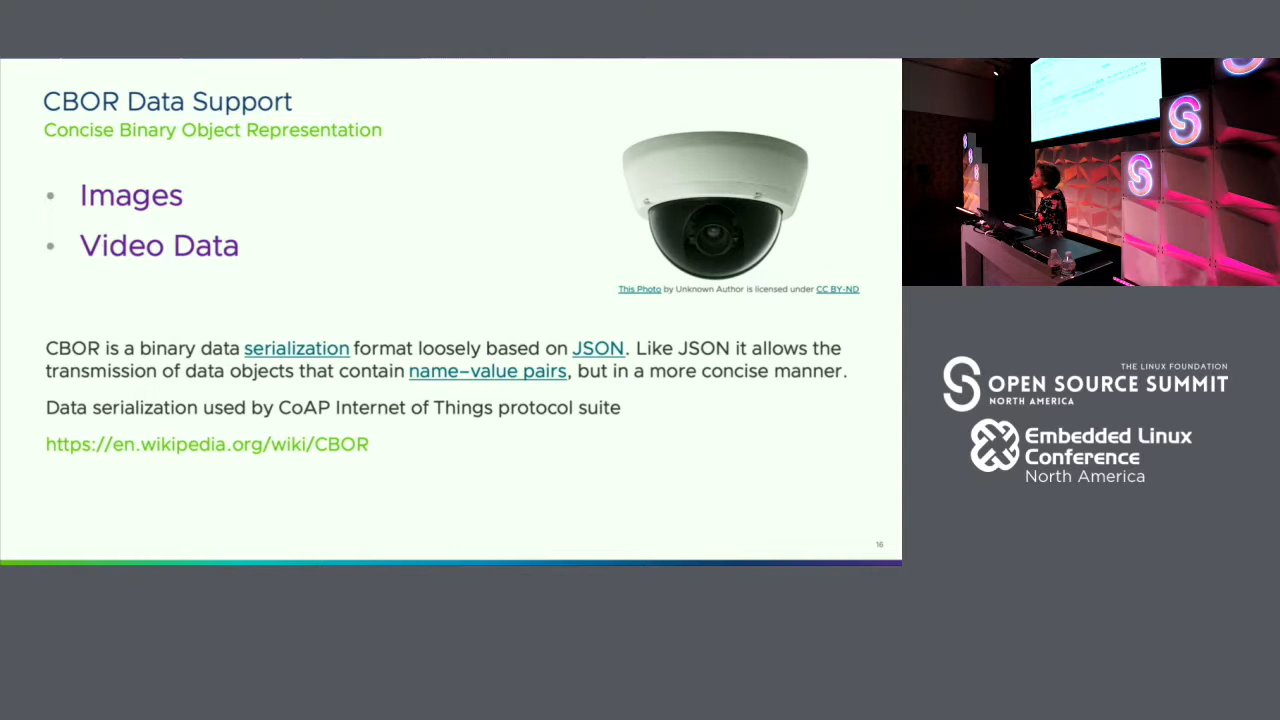 CBOR Data Support
Concise Binary Object Representation
• Images
• Video Data
This Photo by Unknown Author is licensed under CC BY-ND
CBOR is a binary data serialization format loosely based on JSON. Like JSON it allows the
transmission of data objects that contain name–value pairs, but in a more concise manner.
Data serialization used by CoAP Internet of Things protocol suite
https://en.wikipedia.org/wiki/CBOR
16
THE LINUX FOUNDATION
OPEN SOURCE SUMMIT
NORTH AMERICA
Embedded Linux
Conference
North America